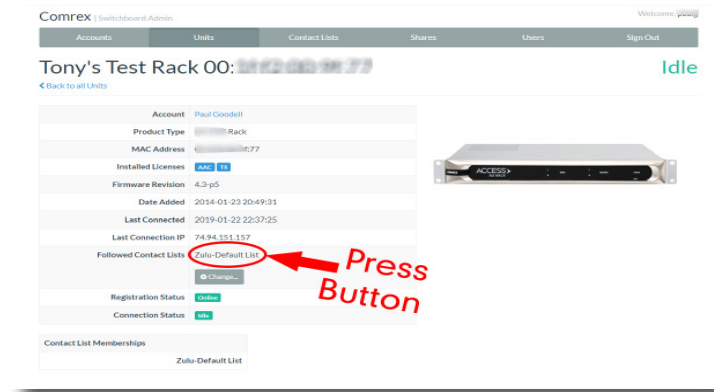 Comrex | Switchboard Admin
Welcome,
Accounts Units Contact Lists Shares Users Sign Out
Tony's Test Rack 00:
Idle
Back to all Units
Account Paul Goodell
Product Type Rack
MAC Address f:77
Installed Licenses AAC TS
Firmware Revision 4.3-p5
Date Added 2014-01-23 20:49:31
Last Connected 2019-01-22 22:37:25
Last Connection IP 74.94.151.157
Followed Contact Lists Zulu-Default List
Change...
Registration Status Online
Connection Status Idle
Contact List Memberships
Zulu-Default List
ACCESS
Press
Button